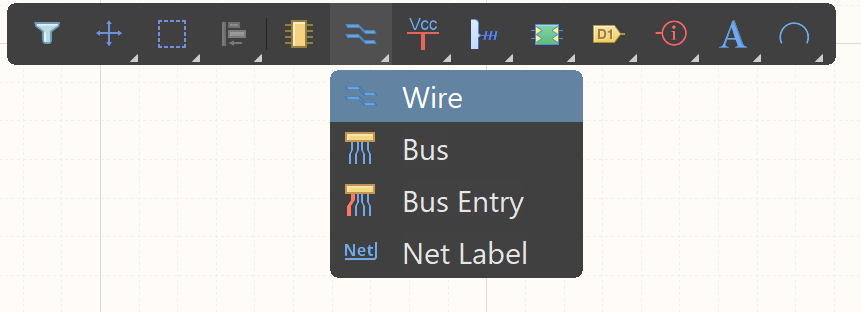 Vcc
D1
A
Wire
Bus
Bus Entry
Net Net Label